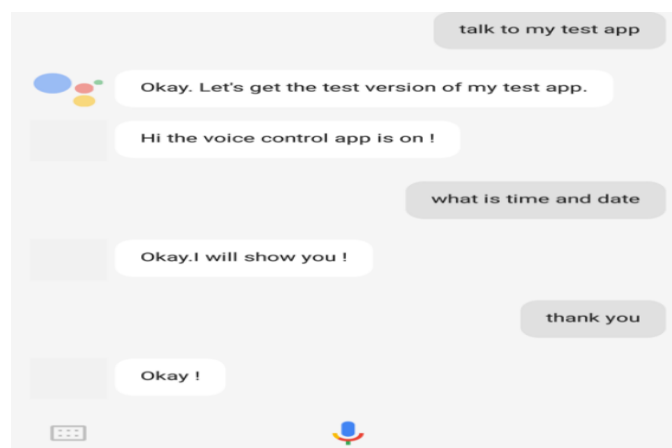 talk to my test app
Okay. Let's get the test version of my test app.
Hi the voice control app is on !
what is time and date
Okay.I will show you !
thank you
Okay !